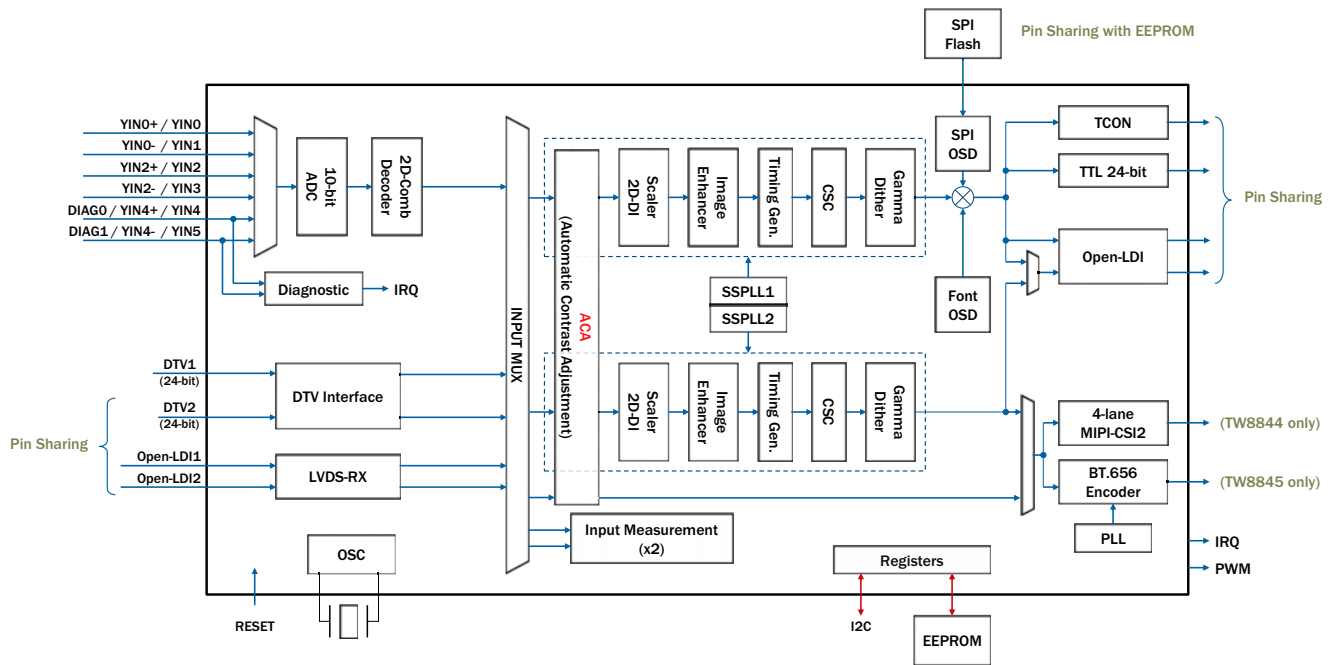 SPI
Flash
Pin Sharing with EEPROM
YIN0+ / YIN0
YIN0- / YIN1
YIN2+ / YIN2
YIN2- / YIN3
DIAG0 / YIN4+ / YIN4
DIAG1 / YIN4- / YIN5
10-bit
ADC
2D-Comb
Decoder
Diagnostic
IRQ
INPUT MUX
ACA
(Automatic Contrast Adjustment)
Scaler
2D-DI
Image
Enhancer
Timing Gen.
CSC
Gamma
Dither
SPI
OSD
Font
OSD
TCON
TTL 24-bit
Open-LDI
Pin Sharing
SSPLL1
SSPLL2
DTV1
(24-bit)
DTV2
(24-bit)
DTV Interface
Pin Sharing
Open-LDI1
Open-LDI2
LVDS-RX
Scaler
2D-DI
Image
Enhancer
Timing Gen.
CSC
Gamma
Dither
4-lane
MIPI-CSI2
(TW8844 only)
BT.656
Encoder
(TW8845 only)
PLL
Input Measurement
(x2)
OSC
Registers
IRQ
PWM
RESET
I2C
EEPROM